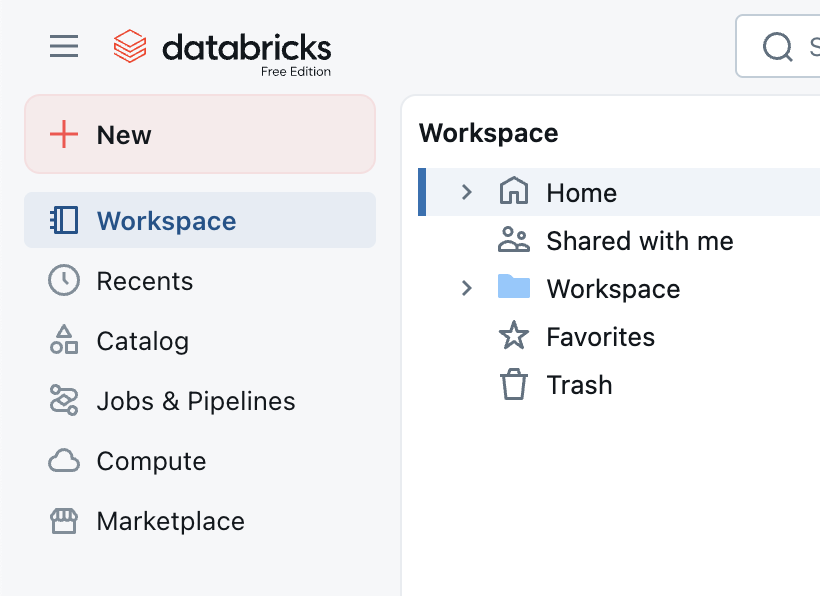 databricks
Free Edition
S
New
Workspace
Recents
Catalog
Jobs & Pipelines
Compute
Marketplace
Workspace
Home
Shared with me
Workspace
Favorites
Trash